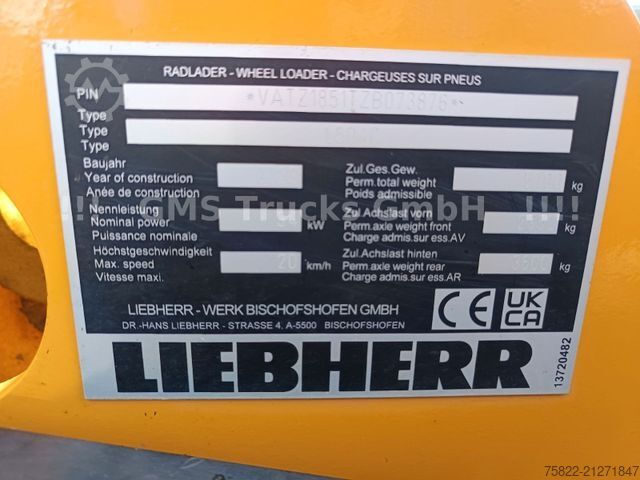 RADLADER - WHEEL LOADER - CHARGEUSES SUR PNEUS
PIN *VATZ1851TZB073876*
Type
Type
Type
Baujahr
Year of construction
Anée de construction
Nennleistung
Nominal power kW
Puissance nominale
Höchstgeschwindigkeit
Max. speed 20 km/h
Vitesse maxi.
Zul.Ges.Gew.
Perm.total weight kg
Poids admissible
Zul.Achslast vorn
Perm.axle weight front kg
Charge admis.sur ess.AV
Zul.Achslast hinten
Perm.axle weight rear kg
Charge admis.sur ess.AR
!!!! GMS Trucks GmbH !!!!
LIEBHERR - WERK BISCHOFSHOFEN GMBH
DR.-HANS LIEBHERR - STRASSE 4, A-5500 BISCHOFSHOFEN
CE
UK
CA
LIEBHERR
13720482
75822-21271847